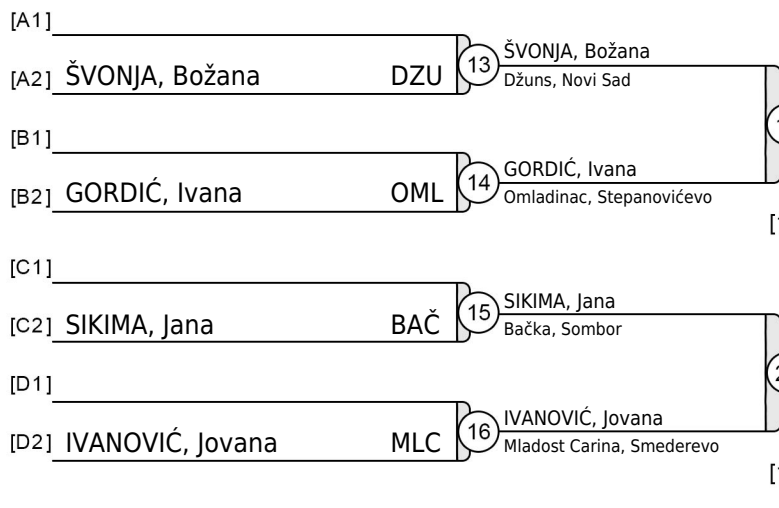 [A1]
[A2] ŠVONJA, Božana DZU
13
ŠVONJA, Božana
Džuns, Novi Sad
[B1]
[B2] GORDIĆ, Ivana OML
14
GORDIĆ, Ivana
Omladinac, Stepanovićevo
[C1]
[C2] SIKIMA, Jana BAČ
15
SIKIMA, Jana
Bačka, Sombor
[D1]
[D2] IVANOVIĆ, Jovana MLC
16
IVANOVIĆ, Jovana
Mladost Carina, Smederevo